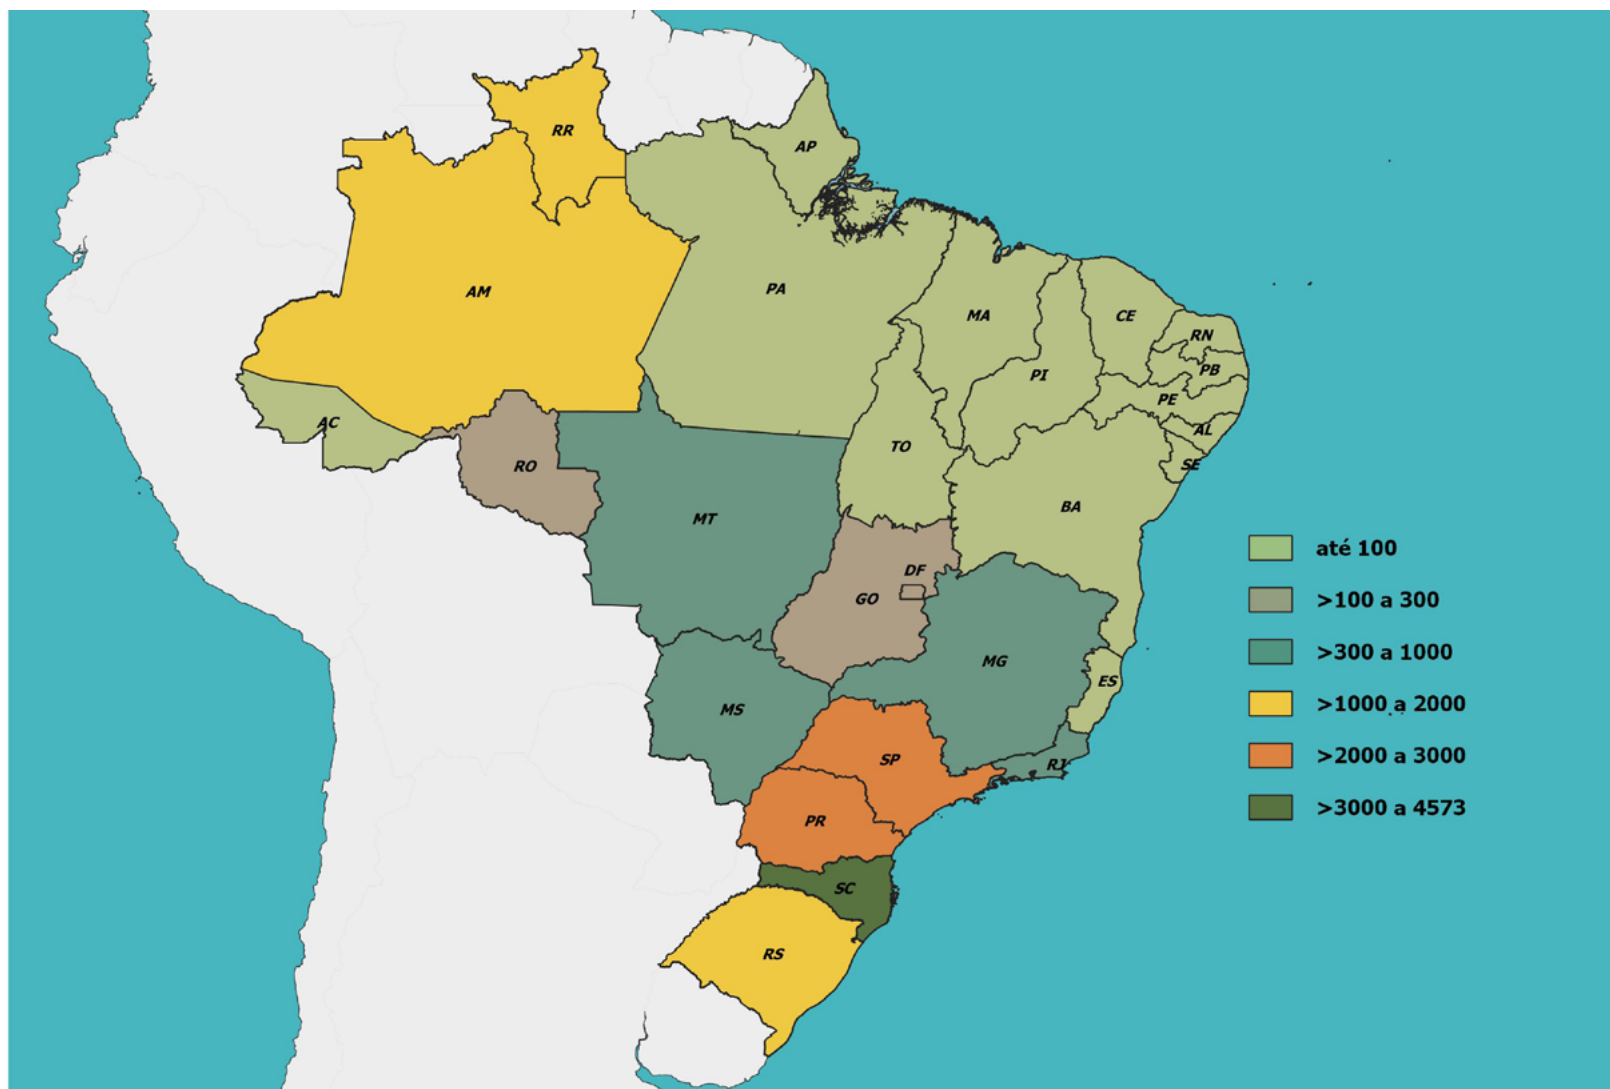 RR
AP
AM
PA
MA
CE
RN
PB
PI
PE
AC
AL
TO
SE
RO
BA
MT
DF
GO
MG
ES
MS
SP
RJ
PR
SC
RS
até 100
>100 a 300
>300 a 1000
>1000 a 2000
>2000 a 3000
>3000 a 4573